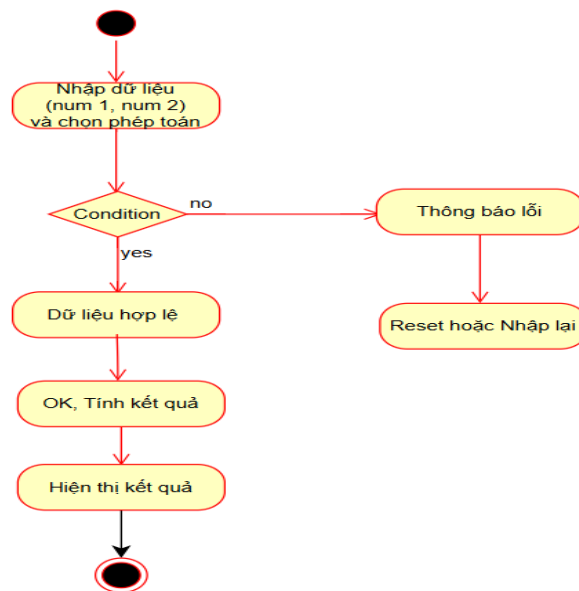 Nhập dữ liệu
(num 1, num 2)
và chọn phép toán
Condition
no
Thông báo lỗi
yes
Dữ liệu hợp lệ
Reset hoặc Nhập lại
OK, Tính kết quả
Hiện thị kết quả